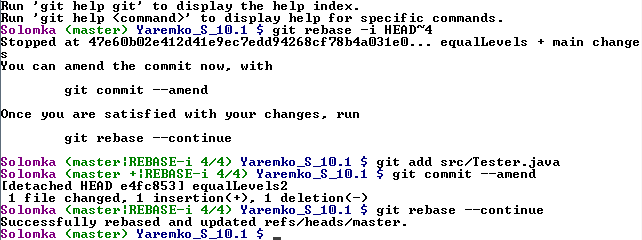 Run 'git help git' to display the help index.
Run 'git help <command>' to display help for specific commands.
Solomka (master) Yaremko_S_10.1 $ git rebase -i HEAD~4
Stopped at 47e60b02e412d41e9ec7edd94268cf78b4a031e0... equalLevels + main change
s
You can amend the commit now, with
git commit --amend
Once you are satisfied with your changes, run
git rebase --continue
Solomka (master|REBASE-i 4/4) Yaremko_S_10.1 $ git add src/Tester.java
Solomka (master +|REBASE-i 4/4) Yaremko_S_10.1 $ git commit --amend
[detached HEAD e4fc853] equalLevels2
1 file changed, 1 insertion(+), 1 deletion(-)
Solomka (master|REBASE-i 4/4) Yaremko_S_10.1 $ git rebase --continue
Successfully rebased and updated refs/heads/master.
Solomka (master) Yaremko_S_10.1 $